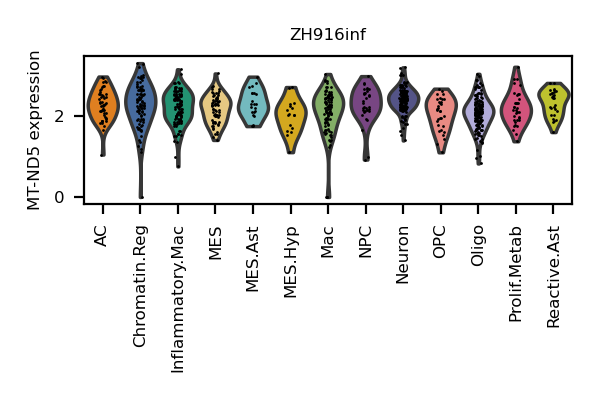 ZH916inf
MT-ND5 expression
2
0
AC
Chromatin.Reg
Inflammatory.Mac
MES
MES.Ast
MES.Hyp
Mac
NPC
Neuron
OPC
Oligo
Prolif.Metab
Reactive.Ast